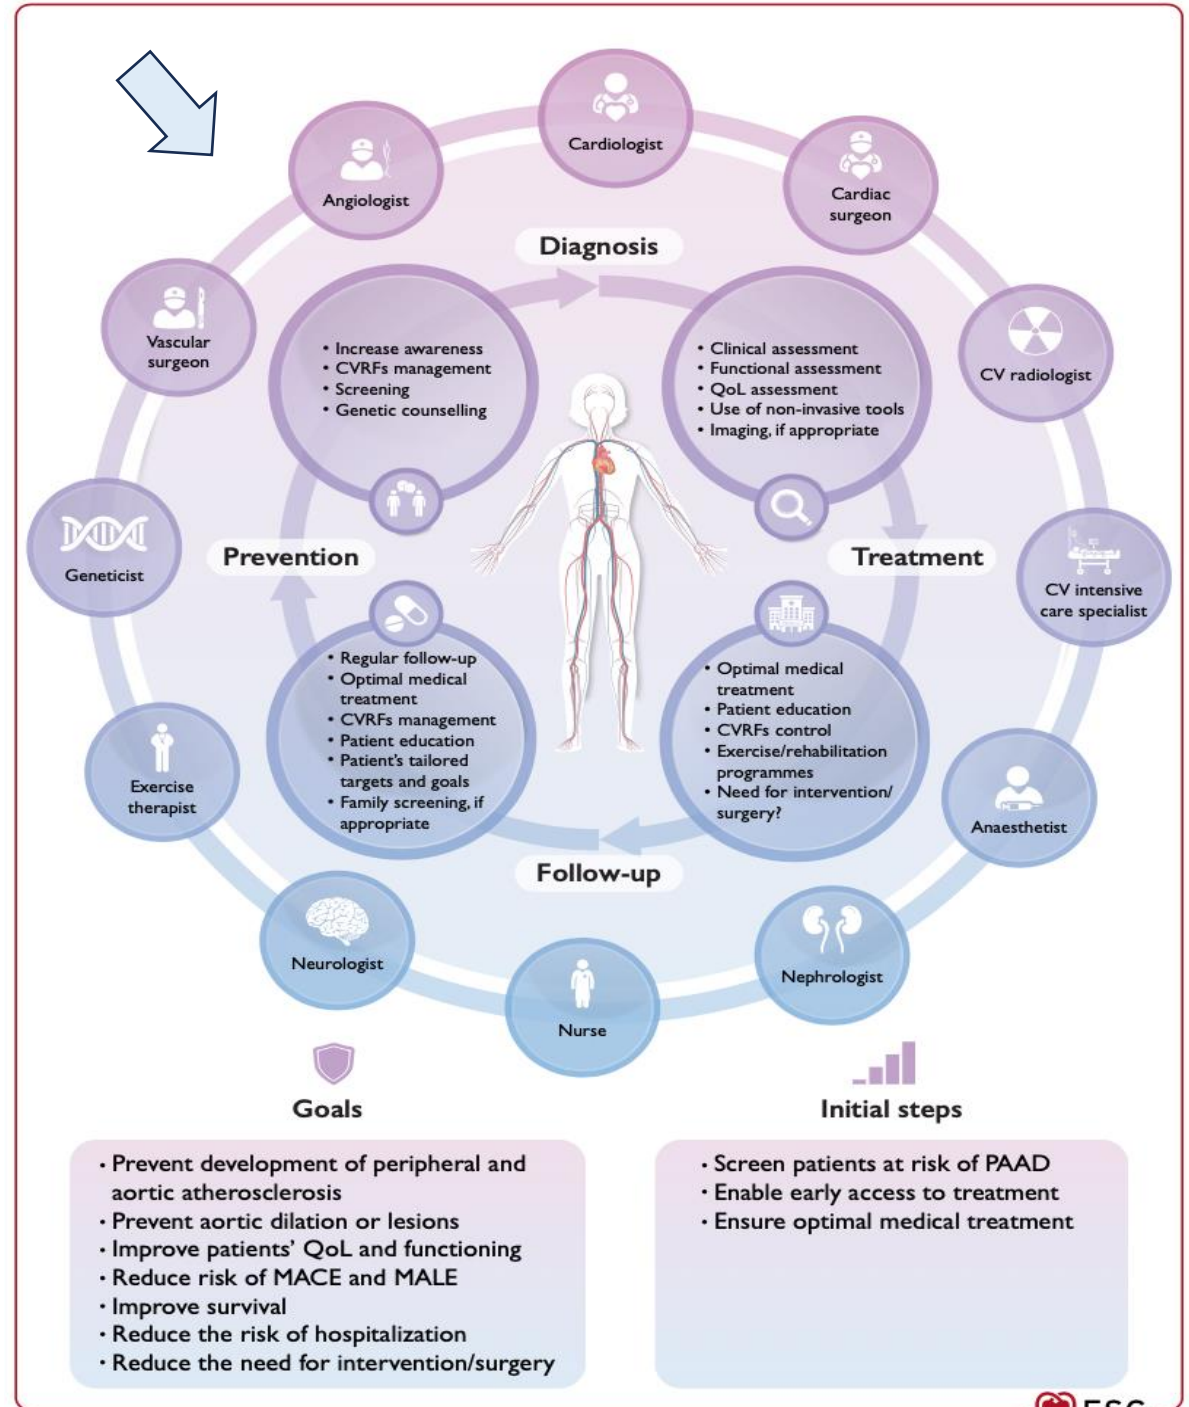 Cardiologist
Angiologist
Cardiac
surgeon
Vascular
surgeon
CV radiologist
Geneticist
CV intensive
care specialist
Exercise
therapist
Anaesthetist
Neurologist
Nephrologist
Nurse
Diagnosis
• Increase awareness
• CVRFs management
• Screening
• Genetic counselling
• Clinical assessment
• Functional assessment
• QoL assessment
• Use of non-invasive tools
• Imaging, if appropriate
Prevention
Treatment
• Regular follow-up
• Optimal medical
treatment
• CVRFs management
• Patient education
• Patient's tailored
targets and goals
• Family screening, if
appropriate
• Optimal medical
treatment
• Patient education
• CVRFs control
• Exercise/rehabilitation
programmes
• Need for intervention/
surgery?
Follow-up
Goals
· Prevent development of peripheral and
aortic atherosclerosis
· Prevent aortic dilation or lesions
· Improve patients' QoL and functioning
· Reduce risk of MACE and MALE
· Improve survival
· Reduce the risk of hospitalization
· Reduce the need for intervention/surgery
Initial steps
· Screen patients at risk of PAAD
· Enable early access to treatment
· Ensure optimal medical treatment
ESC